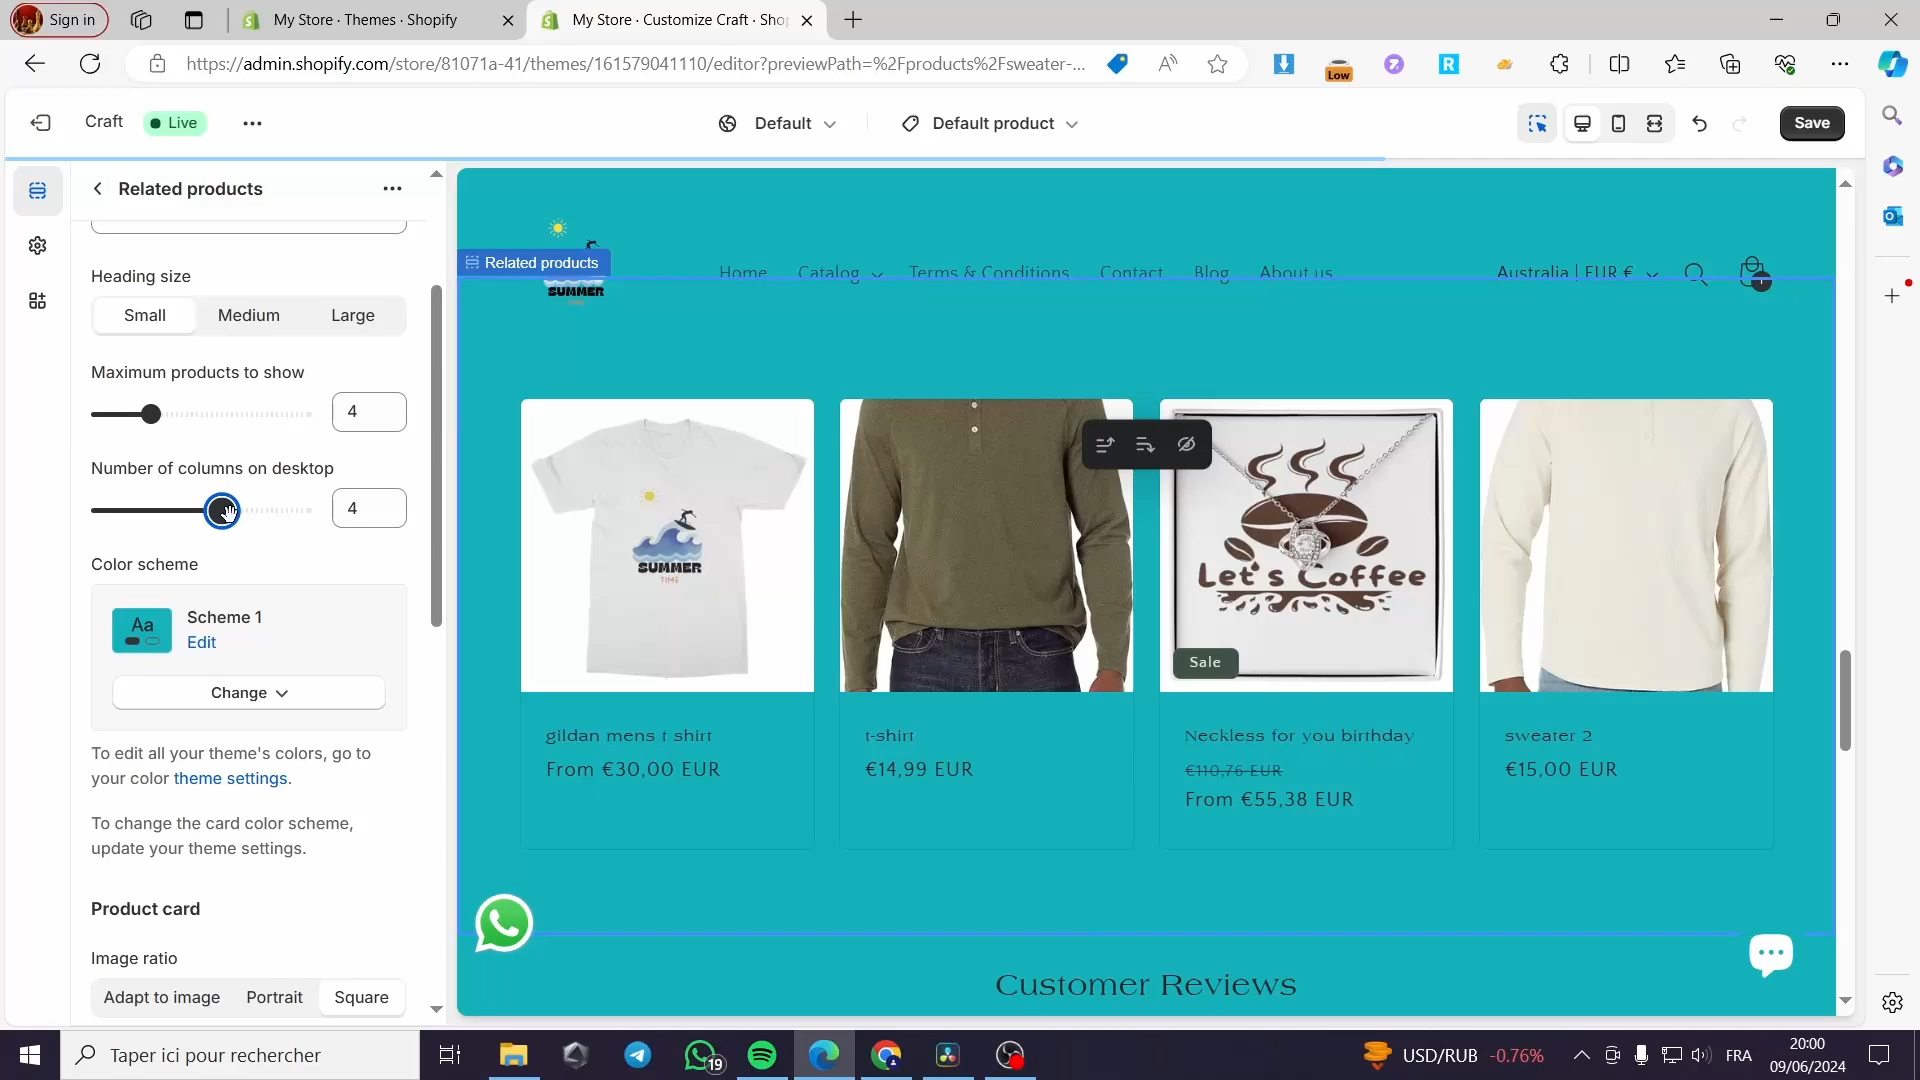 Sign in
My Store · Themes · Shopify
My Store · Customize Craft · Sho
https://admin.shopify.com/store/81071a-41/themes/161579041110/editor?previewPath=%2Fproducts%2Fsweater-...
Low
Craft
Live
Default
Default product
Save
Related products
Heading size
Small
Medium
Large
Maximum products to show
4
Number of columns on desktop
4
Color scheme
Aa
Scheme 1
Edit
Change
To edit all your theme's colors, go to
your color theme settings.
To change the card color scheme,
update your theme settings.
Product card
Image ratio
Adapt to image
Portrait
Square
Related products
SUMMER
Home
Catalog
Terms & Conditions
Contact
Blog
About us
Australia | EUR €
SUMMER
TIME
Let's Coffee
Sale
gildan mens t shirt
From €30,00 EUR
t-shirt
€14,99 EUR
Neckless for you birthday
€110,76 EUR
From €55,38 EUR
sweater 2
€15,00 EUR
Customer Reviews
Taper ici pour rechercher
19
USD/RUB -0.76%
FRA
20:00
09/06/2024